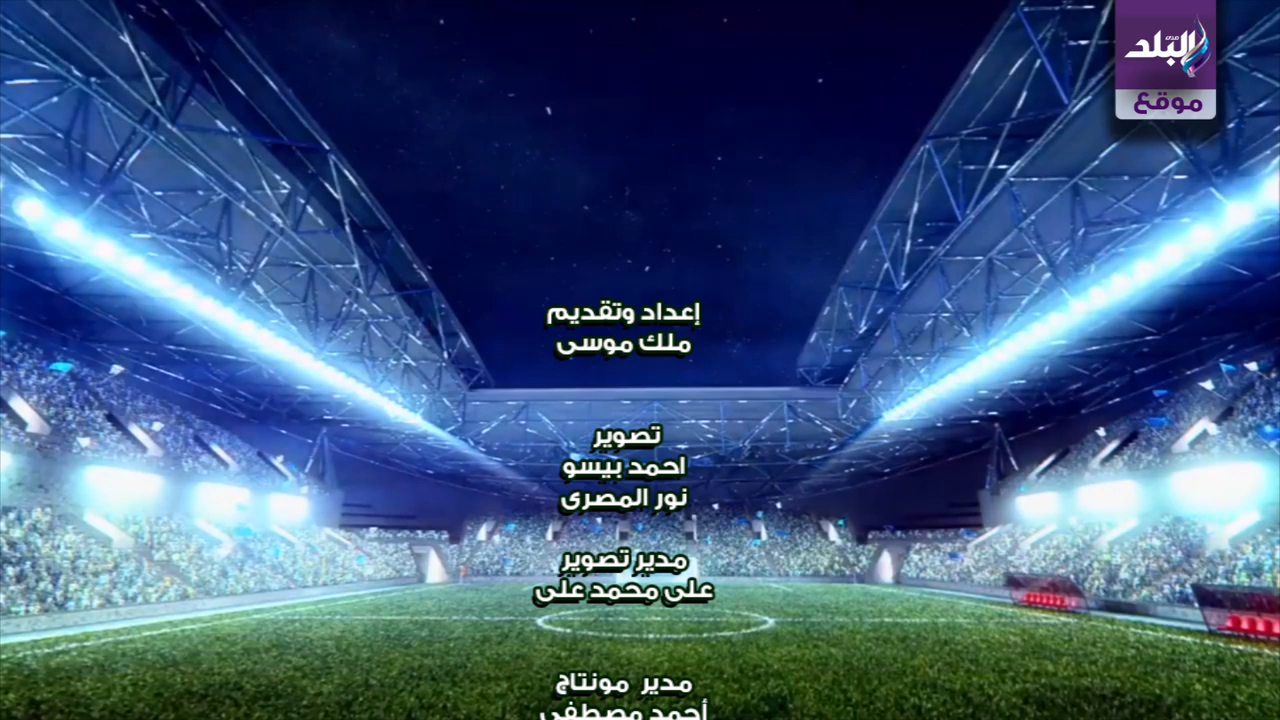 صدى
البلد
موقع
إعداد وتقديم
ملك موسى
تصوير
احمد بيسو
نور المصرى
مدير تصوير
على محمد على
مدير مونتاج
أحمد مصطفى